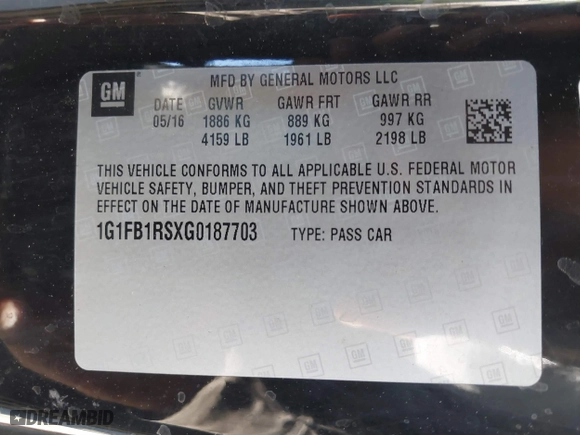 GM
MFD BY GENERAL MOTORS LLC
DATE GVWR GAWR FRT GAWR RR
05/16 1886 KG 889 KG 997 KG
4159 LB 1961 LB 2198 LB
THIS VEHICLE CONFORMS TO ALL APPLICABLE U.S. FEDERAL MOTOR
VEHICLE SAFETY, BUMPER, AND THEFT PREVENTION STANDARDS IN
EFFECT ON THE DATE OF MANUFACTURE SHOWN ABOVE.
1G1FB1RSXG0187703 TYPE: PASS CAR
DREAMBID